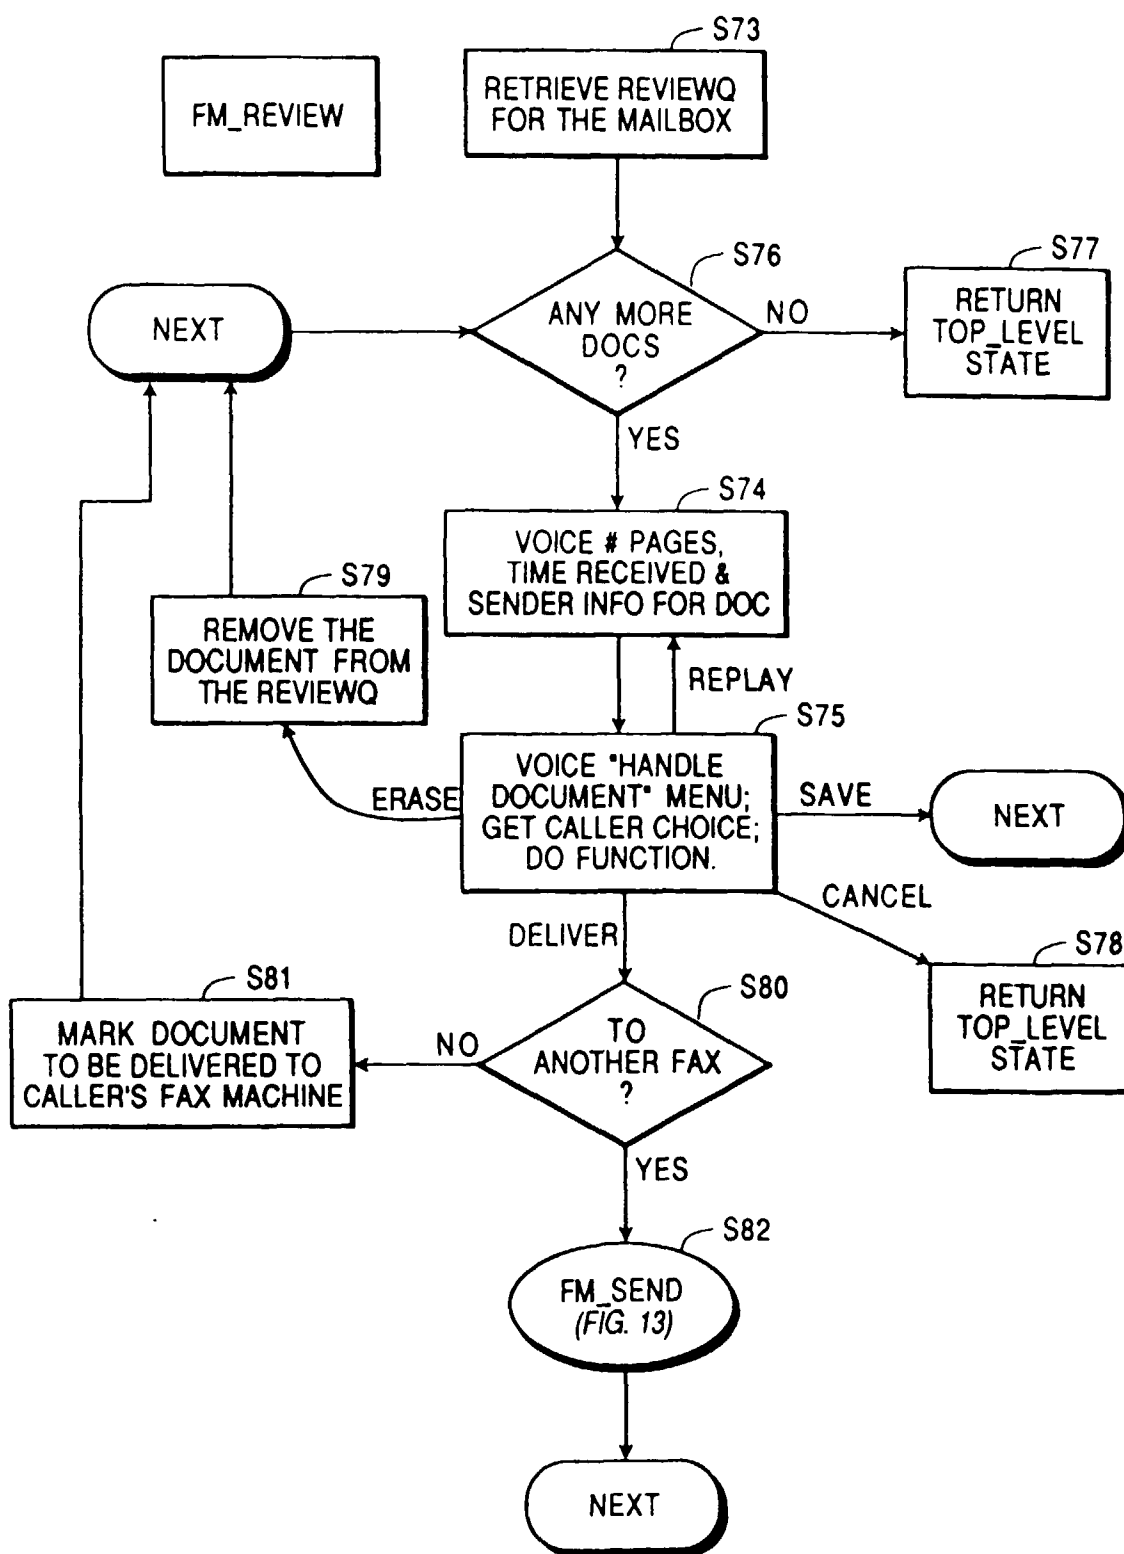 S73
FM_REVIEW
RETRIEVE REVIEWQ
FOR THE MAILBOX
S76
S77
NEXT
ANY MORE
DOCS
?
NO
RETURN
TOP_LEVEL
STATE
YES
S74
VOICE # PAGES,
TIME RECEIVED &
SENDER INFO FOR DOC
S79
REMOVE THE
DOCUMENT FROM
THE REVIEWQ
REPLAY
S75
ERASE
VOICE "HANDLE
DOCUMENT" MENU;
GET CALLER CHOICE;
DO FUNCTION.
SAVE
NEXT
CANCEL
DELIVER
S78
RETURN
TOP_LEVEL
STATE
S81
MARK DOCUMENT
TO BE DELIVERED TO
CALLER'S FAX MACHINE
NO
S80
TO
ANOTHER FAX
?
YES
S82
FM_SEND
(FIG. 13)
NEXT